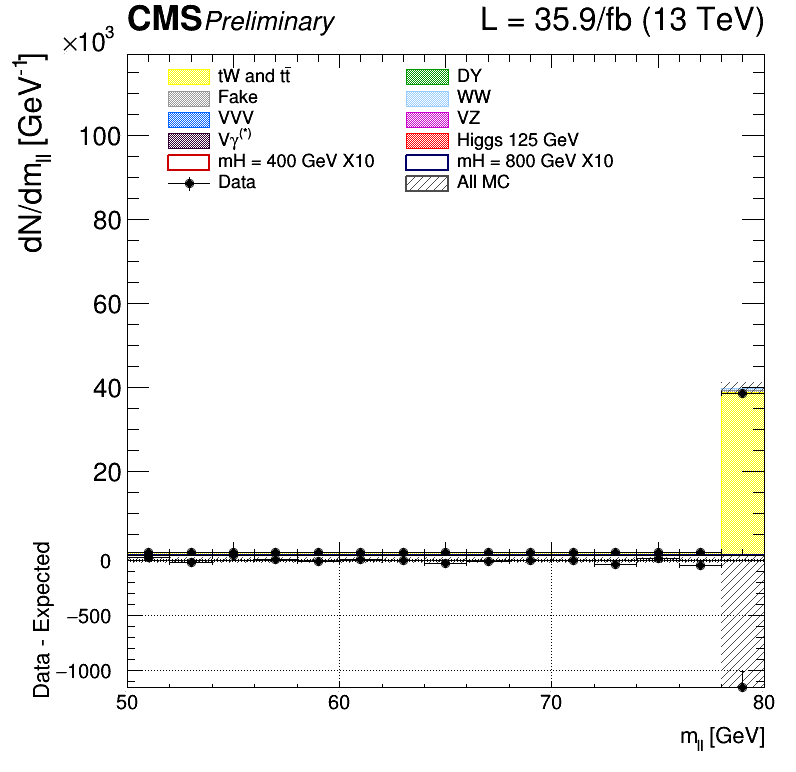 CMS Preliminary L = 35.9/fb (13 TeV)
×10³
dN/dm_ll [GeV⁻¹]
tW and tt̄ DY
Fake WW
VVV VZ
Vγ⁽*⁾ Higgs 125 GeV
mH = 400 GeV X10 mH = 800 GeV X10
Data All MC
100
80
60
40
20
0
Data - Expected
0
−500
−1000
50 60 70 80
m_ll [GeV]